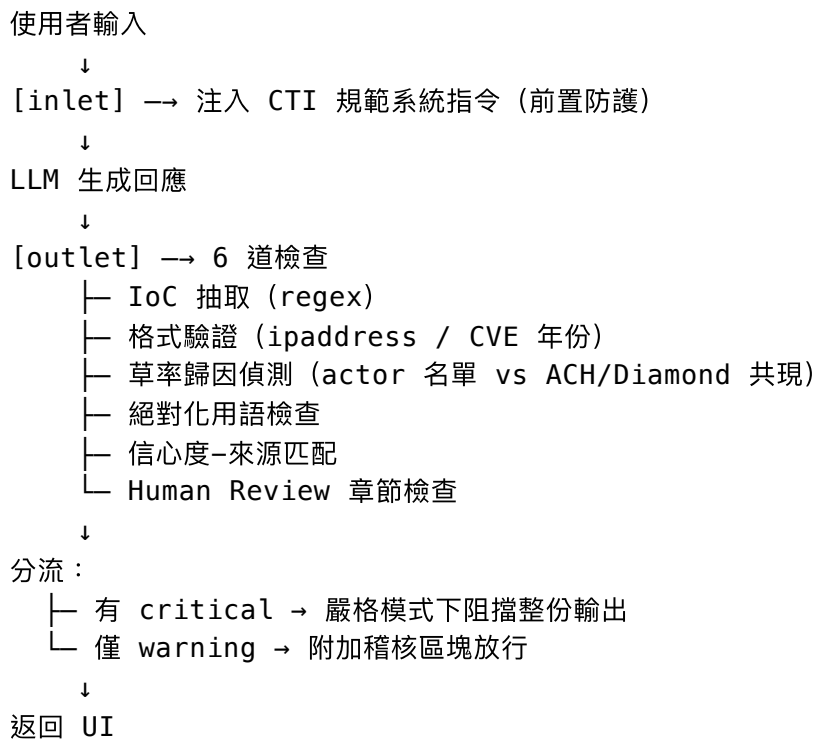 使用者輸入
↓
[inlet] —→ 注入 CTI 規範系統指令（前置防護）
↓
LLM 生成回應
↓
[outlet] —→ 6 道檢查
├— IoC 抽取（regex）
├— 格式驗證（ipaddress / CVE 年份）
├— 草率歸因偵測（actor 名單 vs ACH/Diamond 共現）
├— 絕對化用語檢查
├— 信心度—來源匹配
└— Human Review 章節檢查
↓
分流：
├— 有 critical → 嚴格模式下阻擋整份輸出
└— 僅 warning → 附加稽核區塊放行
↓
返回 UI